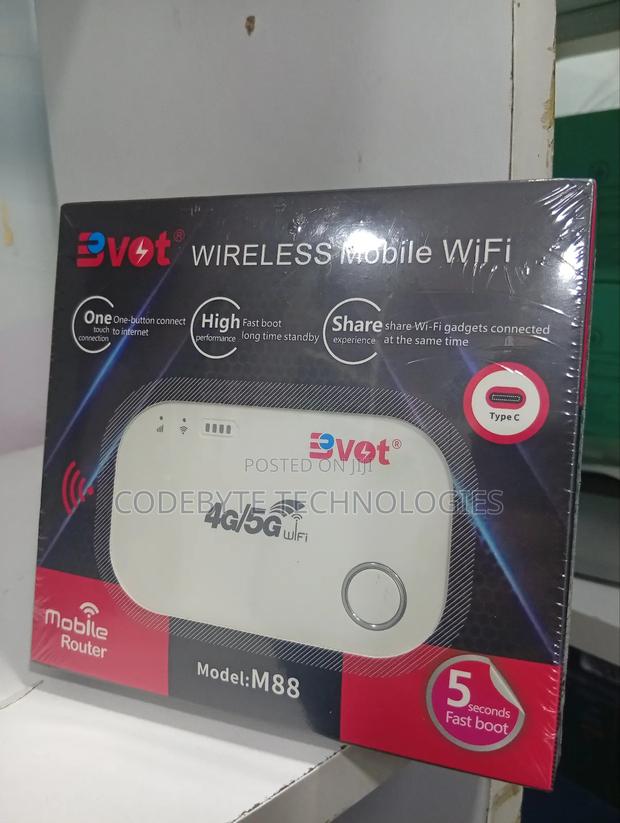 Bvot® WIRELESS Mobile WiFi
One touch connection
One-button connect
to internet
High performance
Fast boot
long time standby
Share experience
share Wi-Fi gadgets connected
at the same time
Type C
Bvot®
POSTED ON JIJI
CODEBYTE TECHNOLOGIES
4G/5G WiFi
Mobile
Router
Model:M88
5 seconds
Fast boot